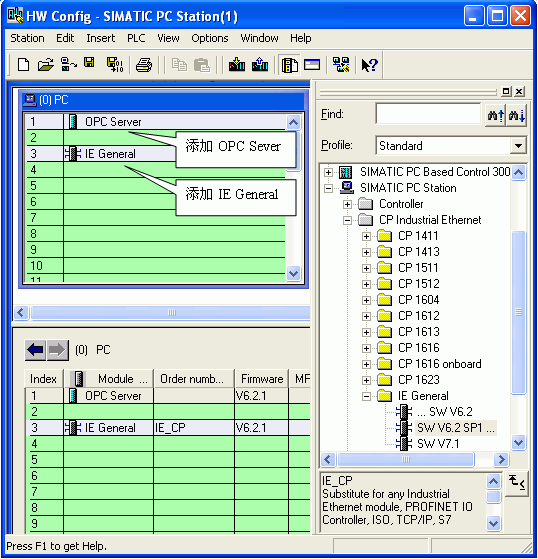 HW Config - SIMATIC PC Station(1)
Station Edit Insert PLC View Options Window Help
(0) PC
1 OPC Server
2
3 IE General
4
5
6
7
8
9
10
11
添加 OPC Sever
添加 IE General
Find:
Profile: Standard
SIMATIC PC Based Control 300
SIMATIC PC Station
Controller
CP Industrial Ethernet
CP 1411
CP 1413
CP 1511
CP 1512
CP 1604
CP 1612
CP 1613
CP 1616
CP 1616 onboard
CP 1623
IE General
... SW V6.2
SW V6.2 SP1 ...
SW V7.1
(0) PC
Index Module ... Order numb... Firmware MF
1 OPC Server V6.2.1
2
3 IE General IE_CP V6.2.1
4
5
6
7
8
9
IE_CP
Substitute for any Industrial
Ethernet module, PROFINET IO
Controller, ISO, TCP/IP, S7
Press F1 to get Help.